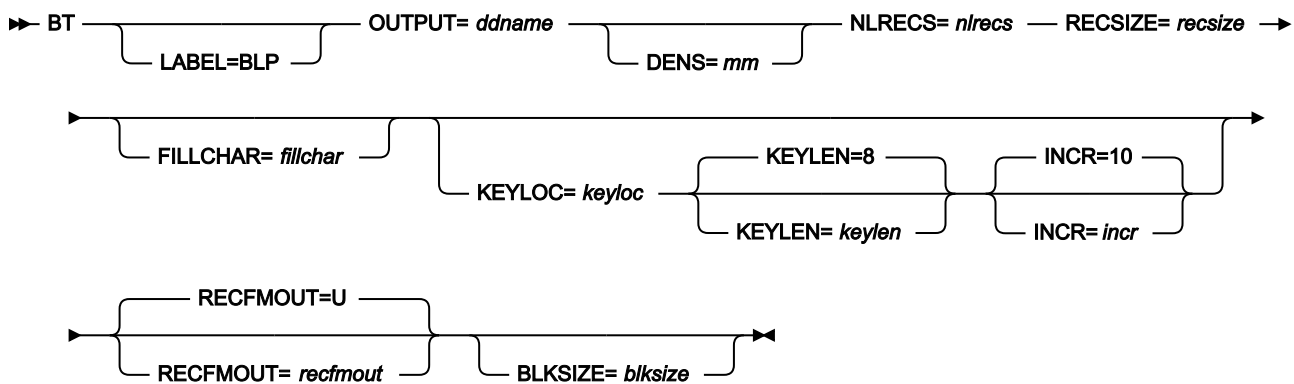 BT OUTPUT= ddname NLRECS= nlrecs RECSIZE= recsize
LABEL=BLP DENS= mm
KEYLEN=8 INCR=10
FILLCHAR= fillchar
KEYLOC= keyloc
KEYLEN= keylen INCR= incr
RECFMOUT=U
RECFMOUT= recfmout BLKSIZE= blksize